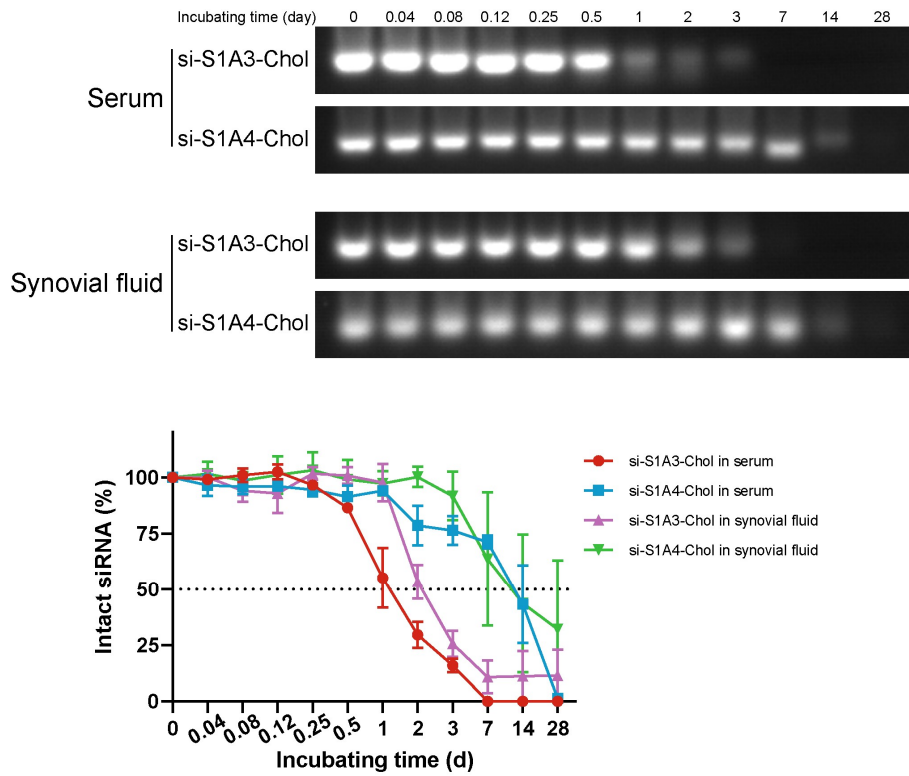 Incubating time (day) 0 0.04 0.08 0.12 0.25 0.5 1 2 3 7 14 28
Serum
si-S1A3-Chol
si-S1A4-Chol
Synovial fluid
si-S1A3-Chol
si-S1A4-Chol
Intact siRNA (%)
100
75
50
25
0
0 0.04 0.08 0.12 0.25 0.5 1 2 3 7 14 28
Incubating time (d)
si-S1A3-Chol in serum
si-S1A4-Chol in serum
si-S1A3-Chol in synovial fluid
si-S1A4-Chol in synovial fluid